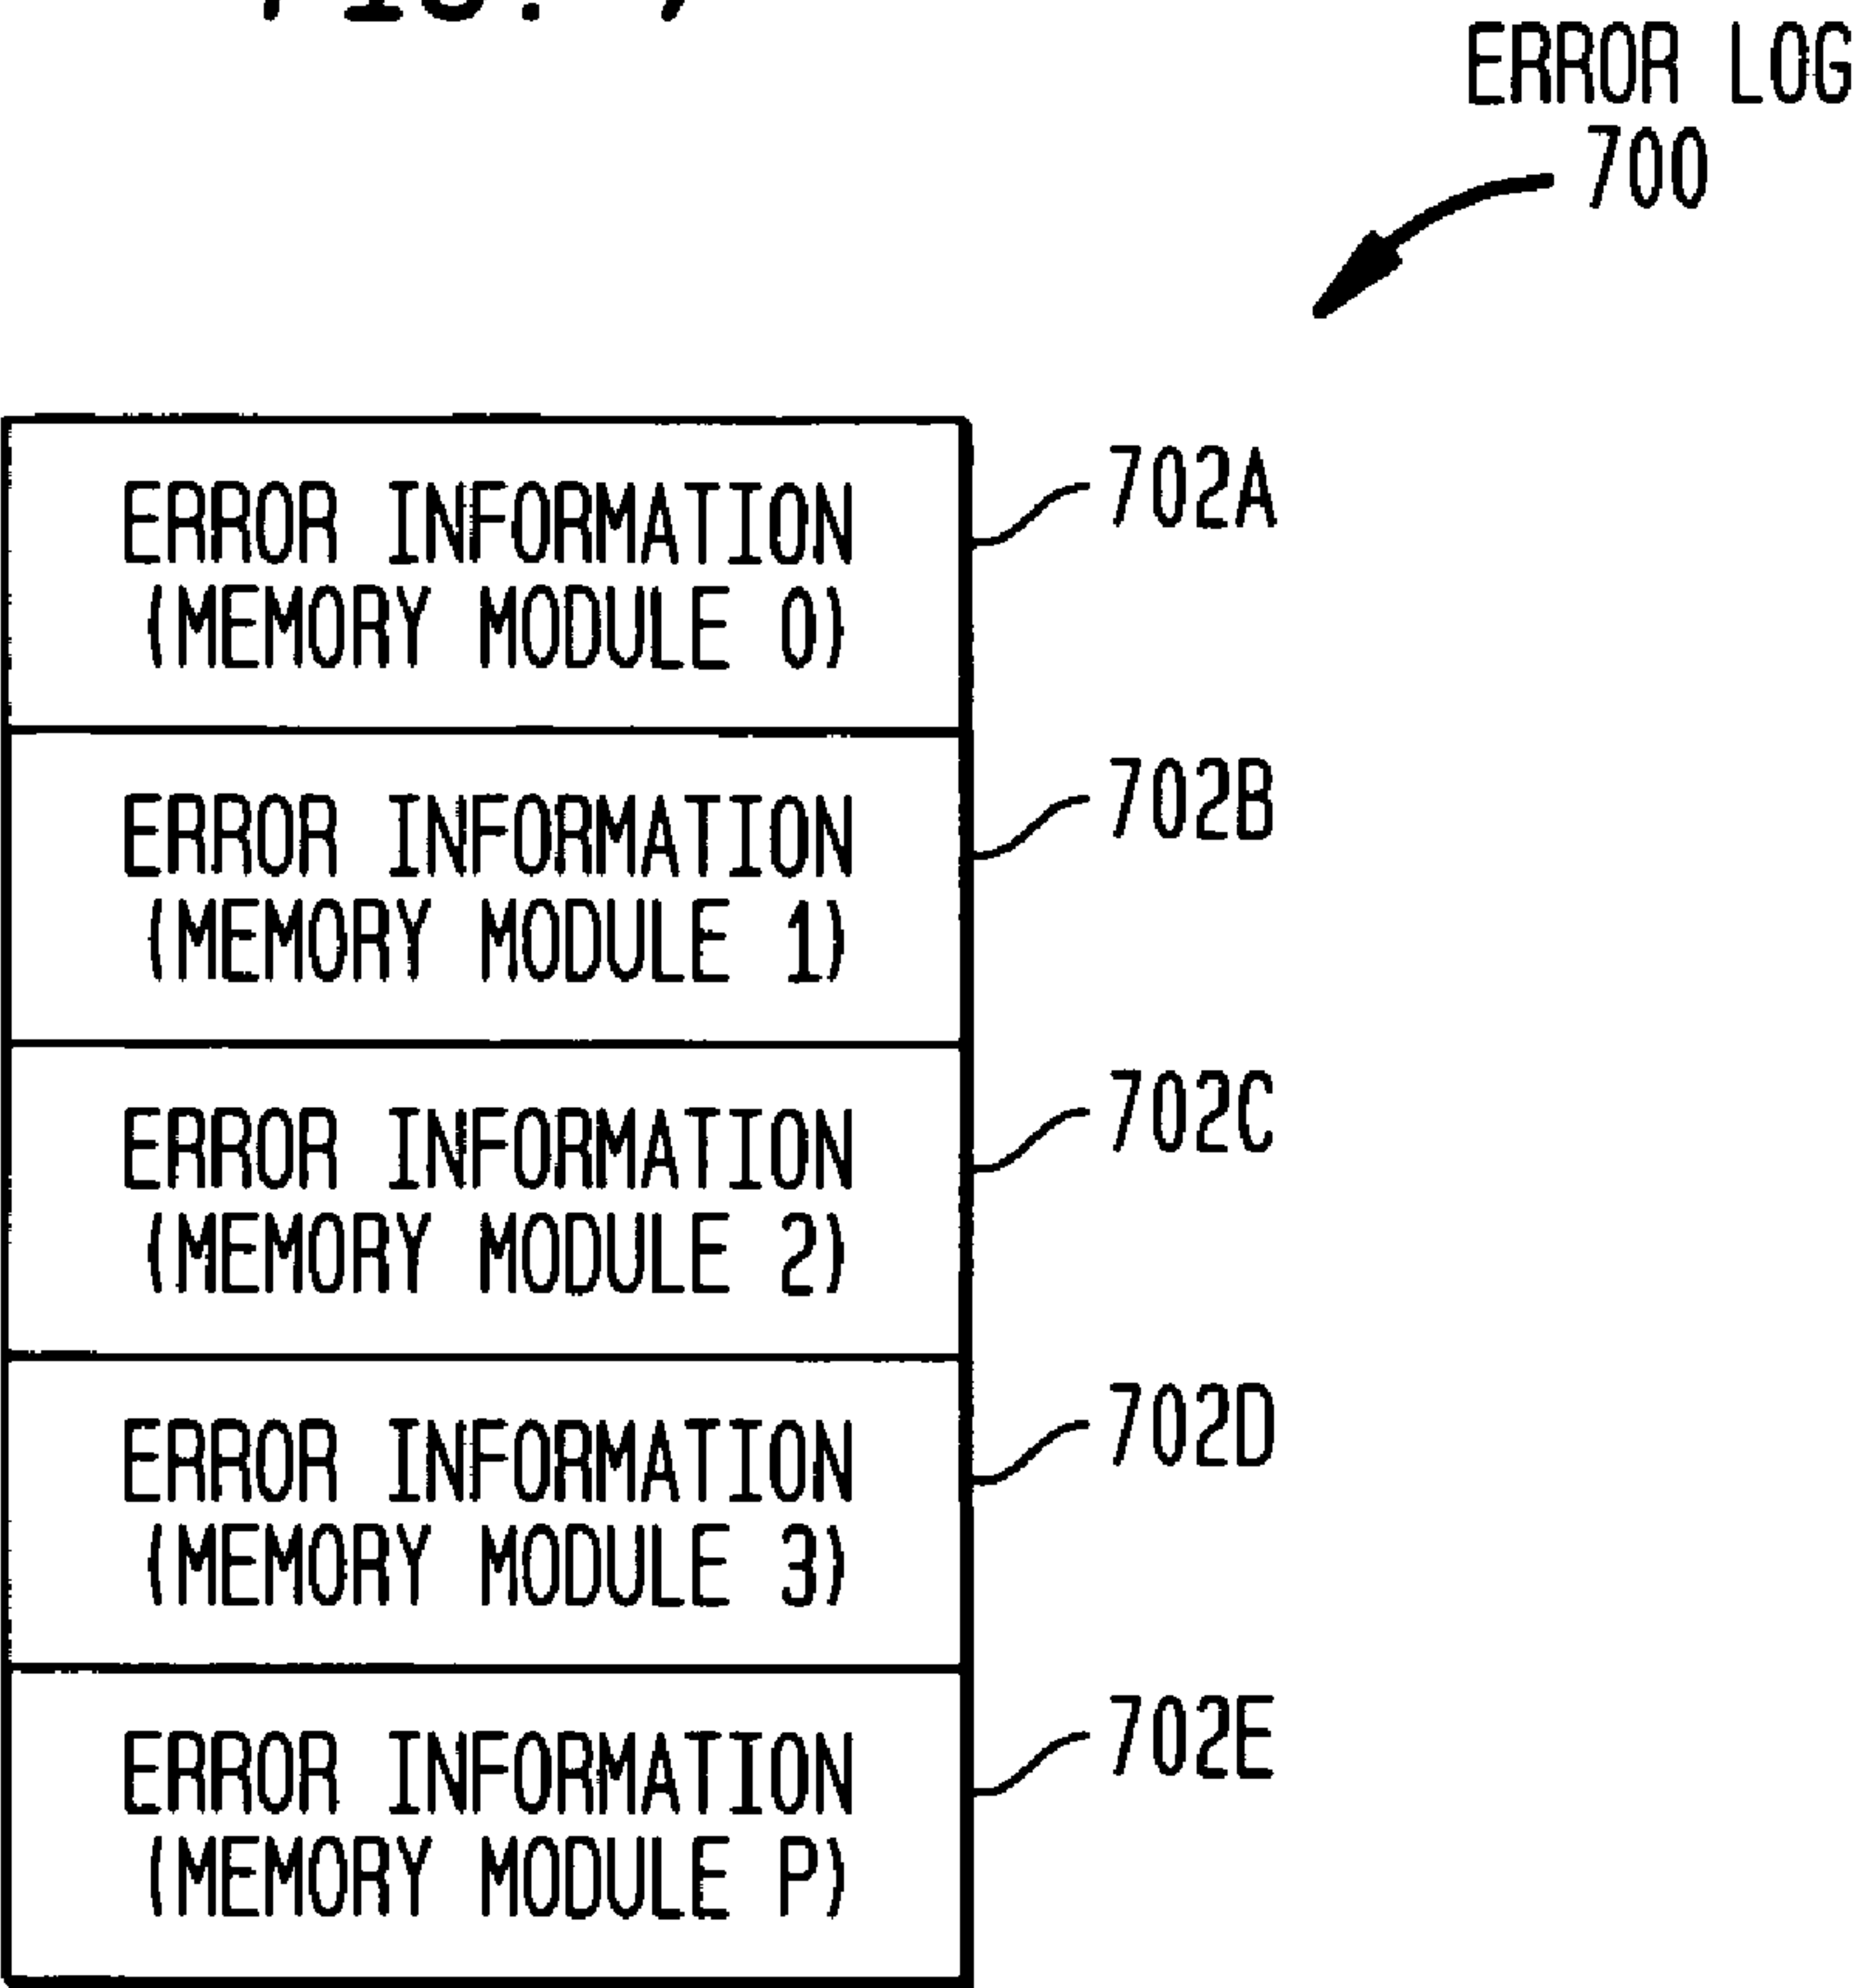 ERROR LOG
700
ERROR INFORMATION
(MEMORY MODULE 0)
702A
ERROR INFORMATION
(MEMORY MODULE 1)
702B
ERROR INFORMATION
(MEMORY MODULE 2)
702C
ERROR INFORMATION
(MEMORY MODULE 3)
702D
ERROR INFORMATION
(MEMORY MODULE P)
702E